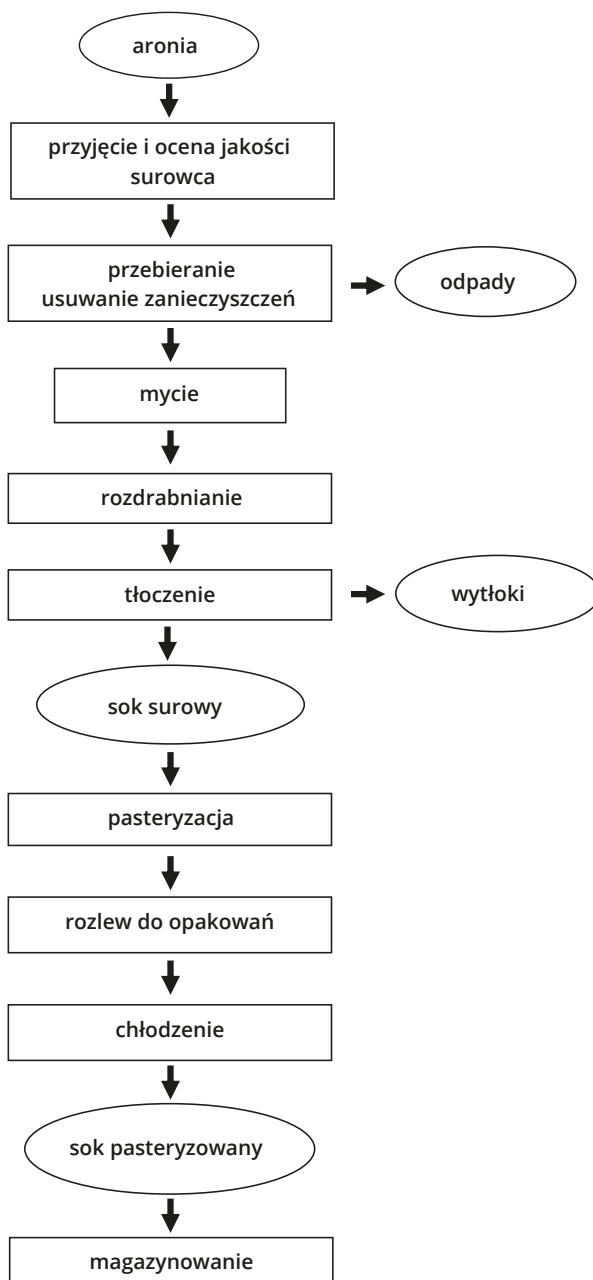 aronia
przyjęcie i ocena jakości
surowca
przebieranie
usuwanie zanieczyszczeń
odpady
mycie
rozdrabnianie
tłoczenie
wytłoki
sok surowy
pasteryzacja
rozlew do opakowań
chłodzenie
sok pasteryzowany
magazynowanie